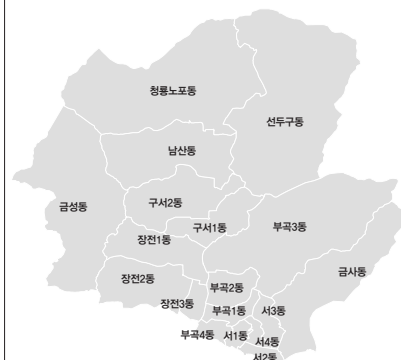 청룡노포동
선두구동
남산동
금성동
구서2동
구서1동
부곡3동
장전1동
금사동
장전2동
부곡2동
장전3동
부곡1동
서3동
부곡4동
서1동
서4동
서2동